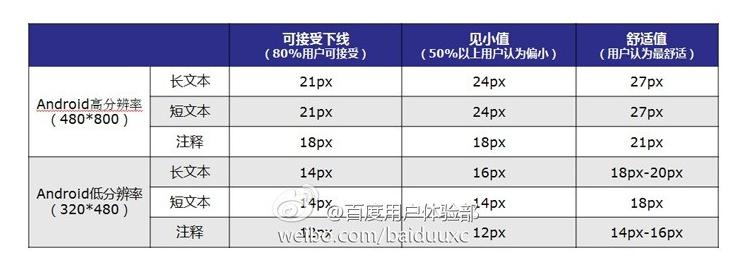 可接受下线 见小值 舒适值
（80%用户可接受） （50%以上用户认为偏小） （用户认为最舒适）
长文本 21px 24px 27px
Android高分辨率
（480*800）
短文本 21px 24px 27px
注释 18px 18px 21px
长文本 14px 16px 18px-20px
Android低分辨率
（320*480）
短文本 14px 14px 18px
注释 12px 12px 14px-16px
@百度用户体验部
weibo.com/baiduuxc